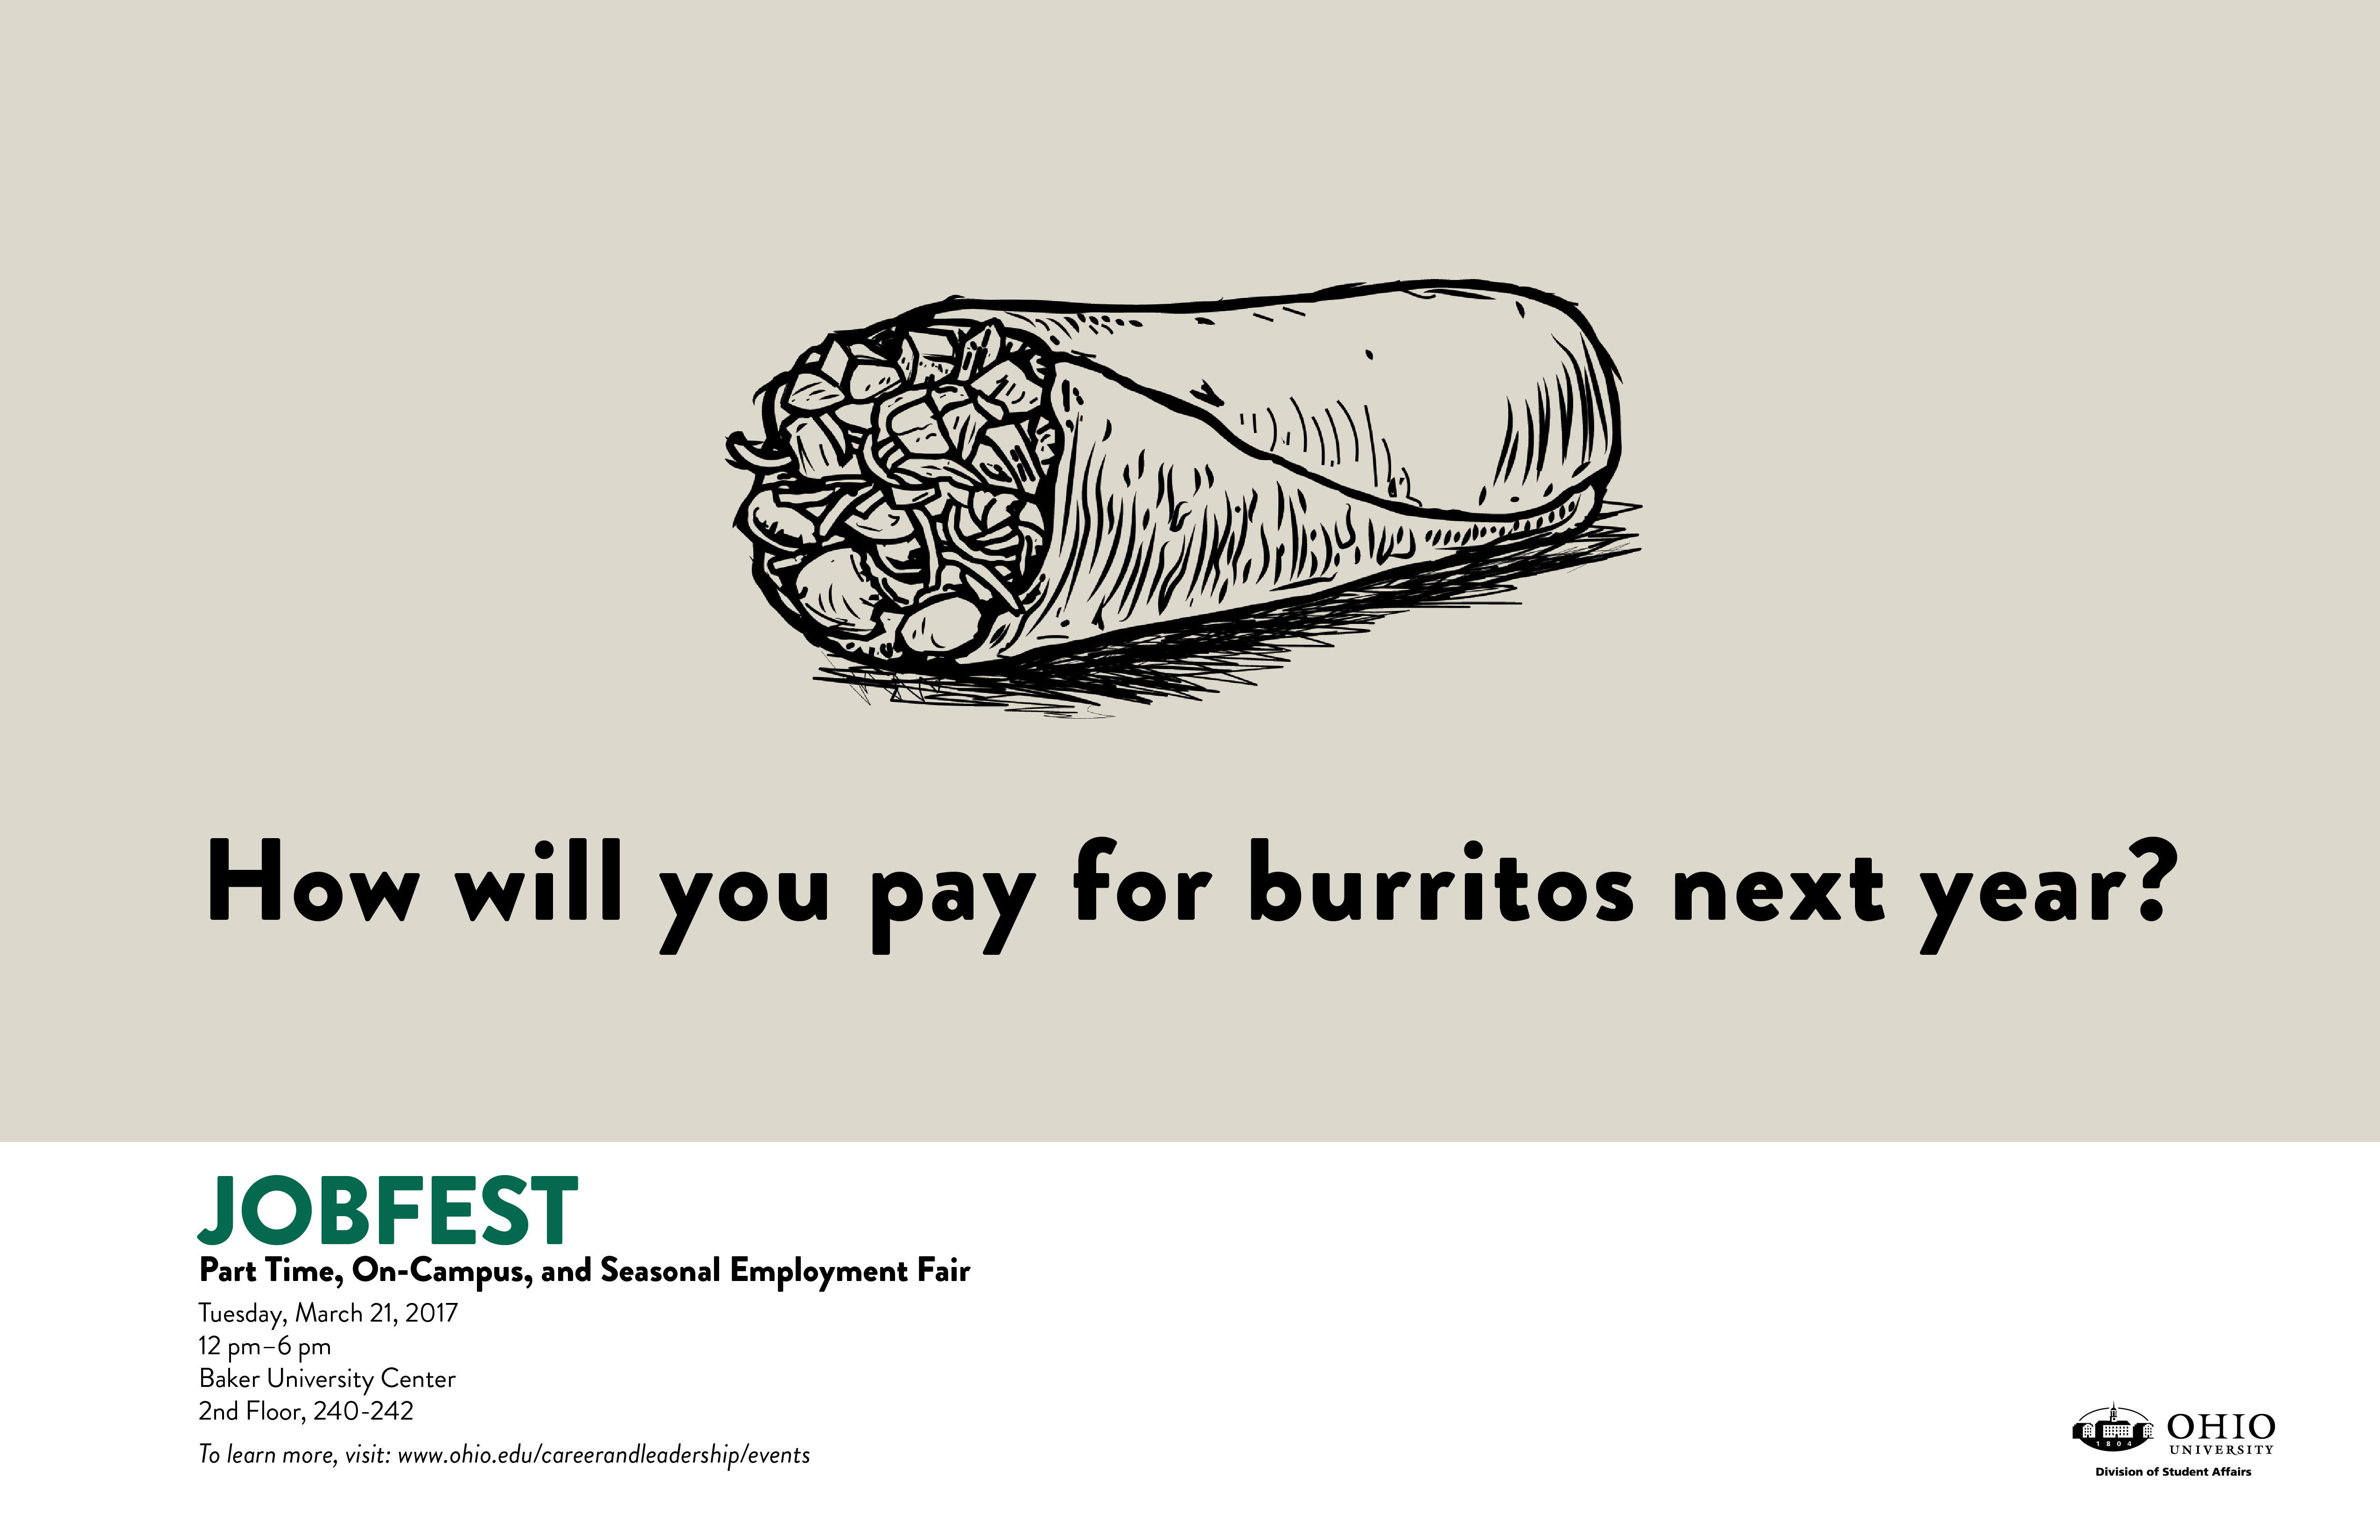 How will you pay for burritos next year?
JOBFEST
Part Time, On-Campus, and Seasonal Employment Fair
Tuesday, March 21, 2017
12 pm–6 pm
Baker University Center
2nd Floor, 240-242
To learn more, visit: www.ohio.edu/careerandleadership/events
1804
OHIO
UNIVERSITY
Division of Student Affairs